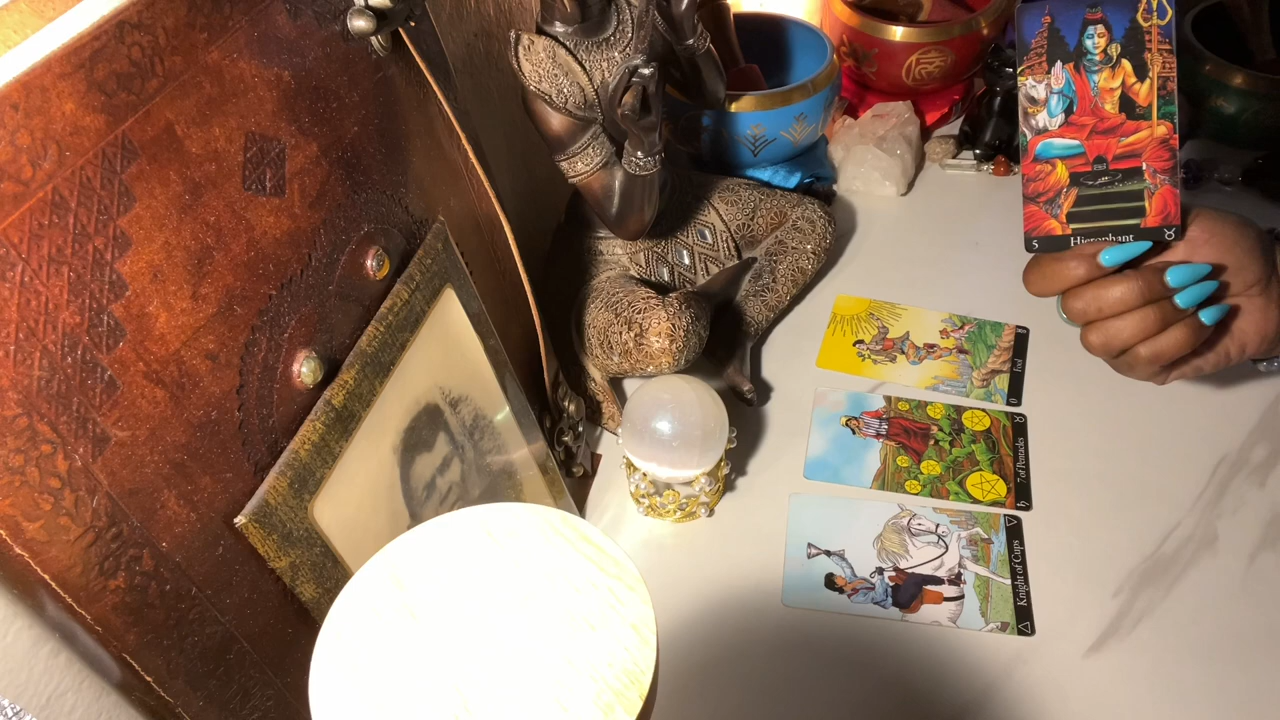 5 Hierophant ♉
0 Fool
7 of Pentacles
Knight of Cups